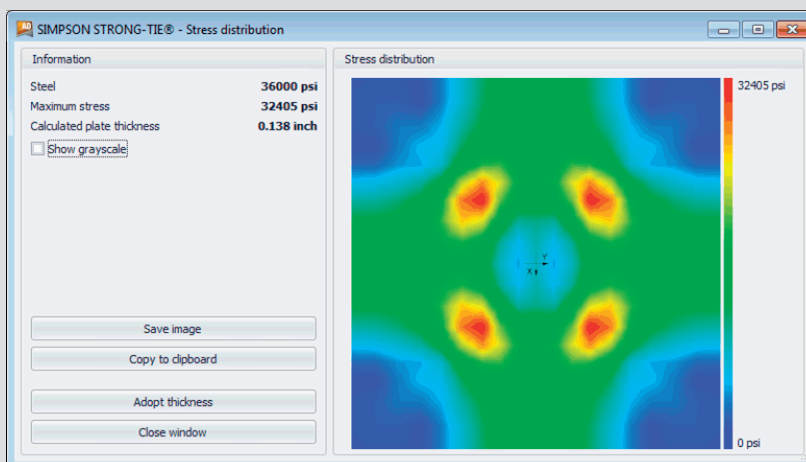 AD
SIMPSON STRONG-TIE® - Stress distribution
Information
Steel 36000 psi
Maximum stress 32405 psi
Calculated plate thickness 0.138 inch
Show grayscale
Save image
Copy to clipboard
Adopt thickness
Close window
Stress distribution
32405 psi
Y
X
0 psi